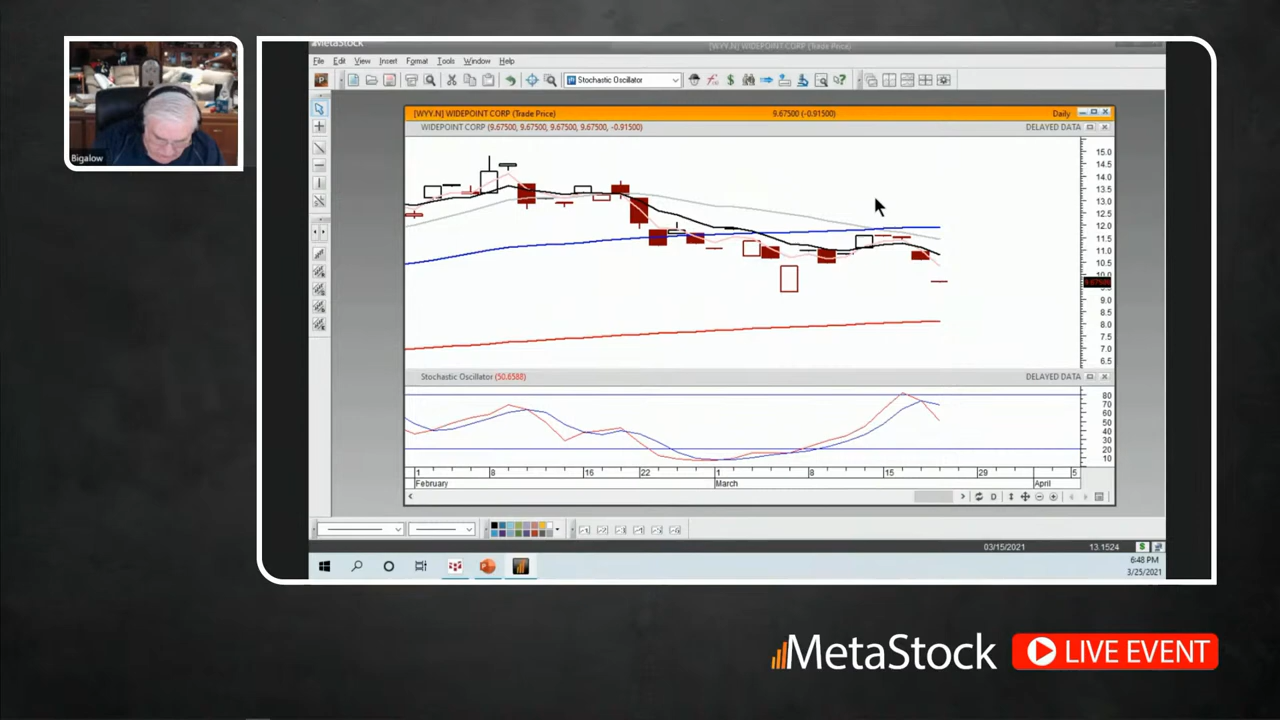 MetaStock
[WYY.N] WIDEPOINT CORP (Trade Price)
File Edit View Insert Format Tools Window Help
P
Stochastic Oscillator
[WYY.N] WIDEPOINT CORP (Trade Price) 9.67500 (-0.91500) Daily
WIDEPOINT CORP (9.67500, 9.67500, 9.67500, 9.67500, -0.91500) DELAYED DATA
Bigalow
15.0
14.5
13.5
13.0
12.5
12.0
11.5
11.0
10.5
10.0
9.0
8.5
8.0
7.5
7.0
6.5
Stochastic Oscillator (50.6588) DELAYED DATA
80
70
60
50
40
30
20
10
1 8 16 22 1 8 15 29 5
February March April
D
03/15/2021 13.1524
6:48 PM
3/25/2021
MetaStock LIVE EVENT